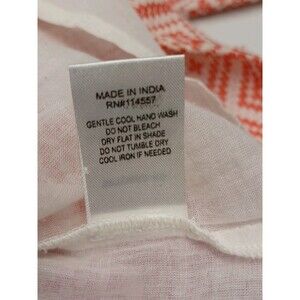 MADE IN INDIA
RN#114557
GENTLE COOL HAND WASH
DO NOT BLEACH
DRY FLAT IN SHADE
DO NOT TUMBLE DRY
COOL IRON IF NEEDED